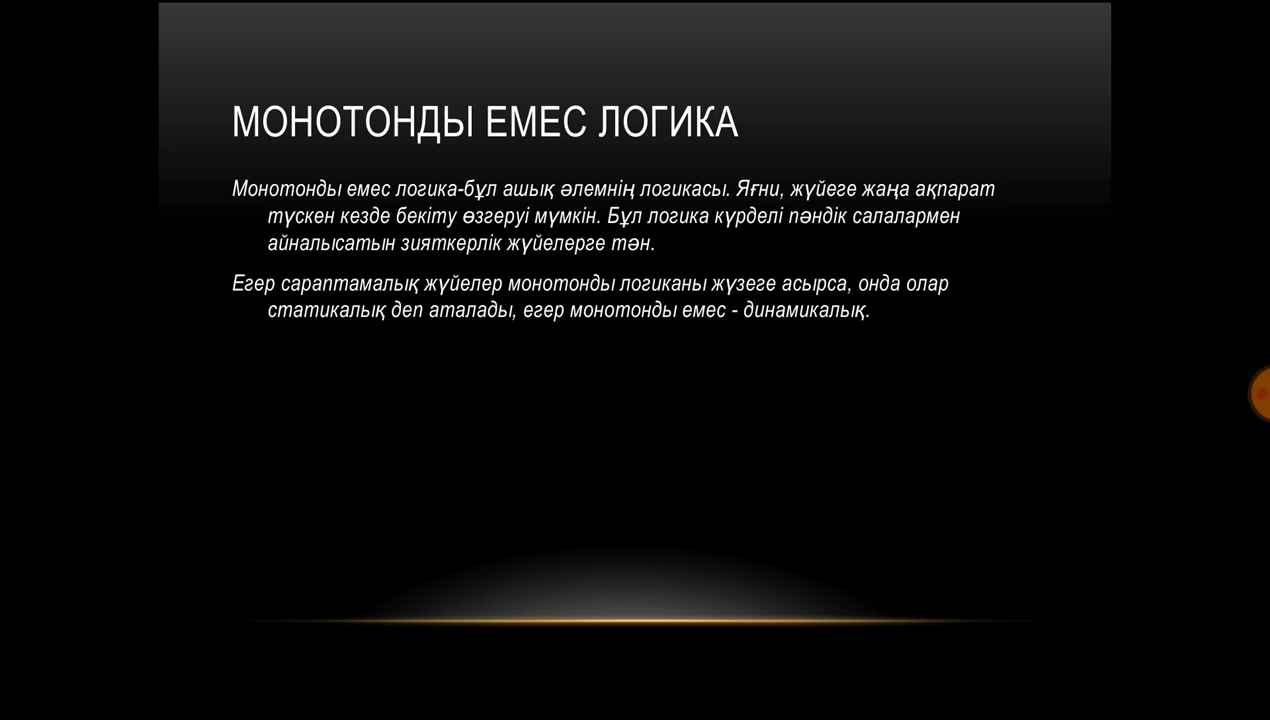 МОНОТОНДЫ ЕМЕС ЛОГИКА
Монотонды емес логика-бұл ашық әлемнің логикасы. Яғни, жүйеге жаңа ақпарат
түскен кезде бекіту өзгеруі мүмкін. Бұл логика күрделі пәндік салалармен
айналысатын зияткерлік жүйелерге тән.
Егер сараптамалық жүйелер монотонды логиканы жүзеге асырса, онда олар
статикалық деп аталады, егер монотонды емес - динамикалық.